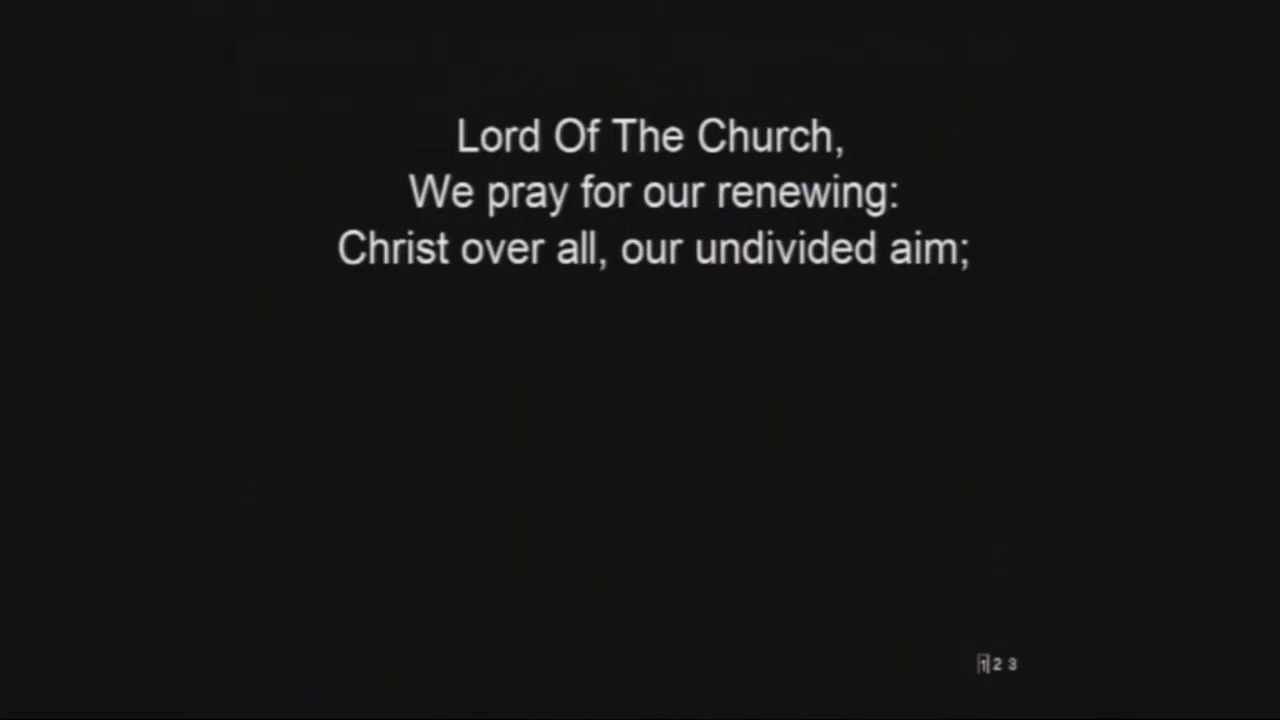 Lord Of The Church,
We pray for our renewing:
Christ over all, our undivided aim;
1 2 3